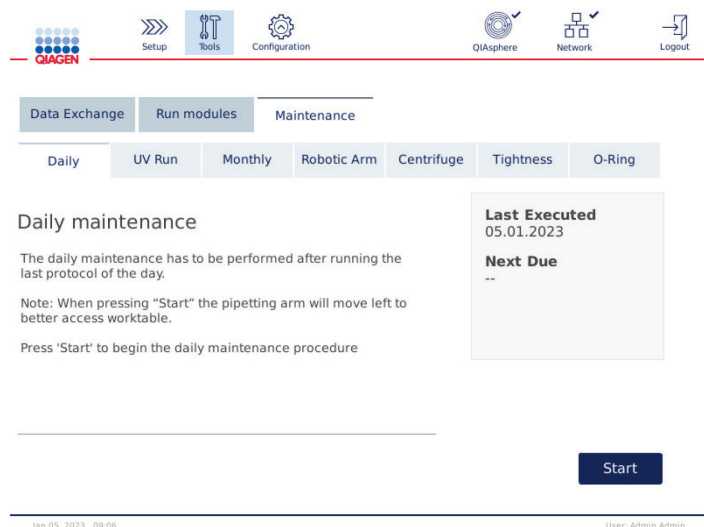 Setup
Tools
Configuration
QIAsphere
Network
Logout
QIAGEN
Data Exchange
Run modules
Maintenance
Daily
UV Run
Monthly
Robotic Arm
Centrifuge
Tightness
O-Ring
Daily maintenance
The daily maintenance has to be performed after running the
last protocol of the day.
Note: When pressing “Start” the pipetting arm will move left to
better access worktable.
Press 'Start' to begin the daily maintenance procedure
Last Executed
05.01.2023
Next Due
--
Start
Jan 05, 2023 09:06
User: Admin Admin